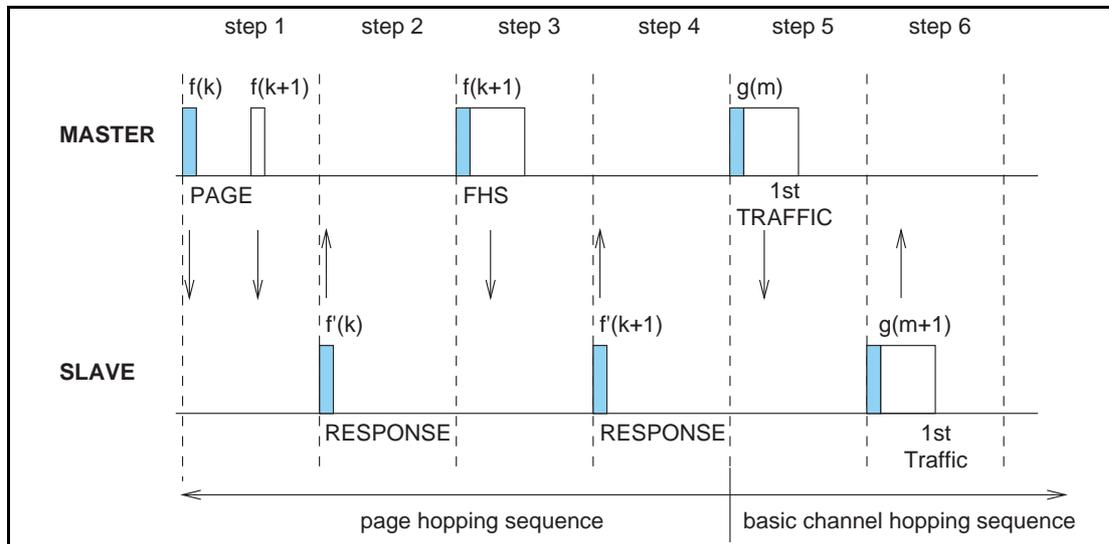 step 1 step 2 step 3 step 4 step 5 step 6
f(k) f(k+1) f(k+1) g(m)
MASTER
PAGE FHS 1st
TRAFFIC
f'(k) f'(k+1) g(m+1)
SLAVE
RESPONSE RESPONSE 1st
Traffic
page hopping sequence basic channel hopping sequence